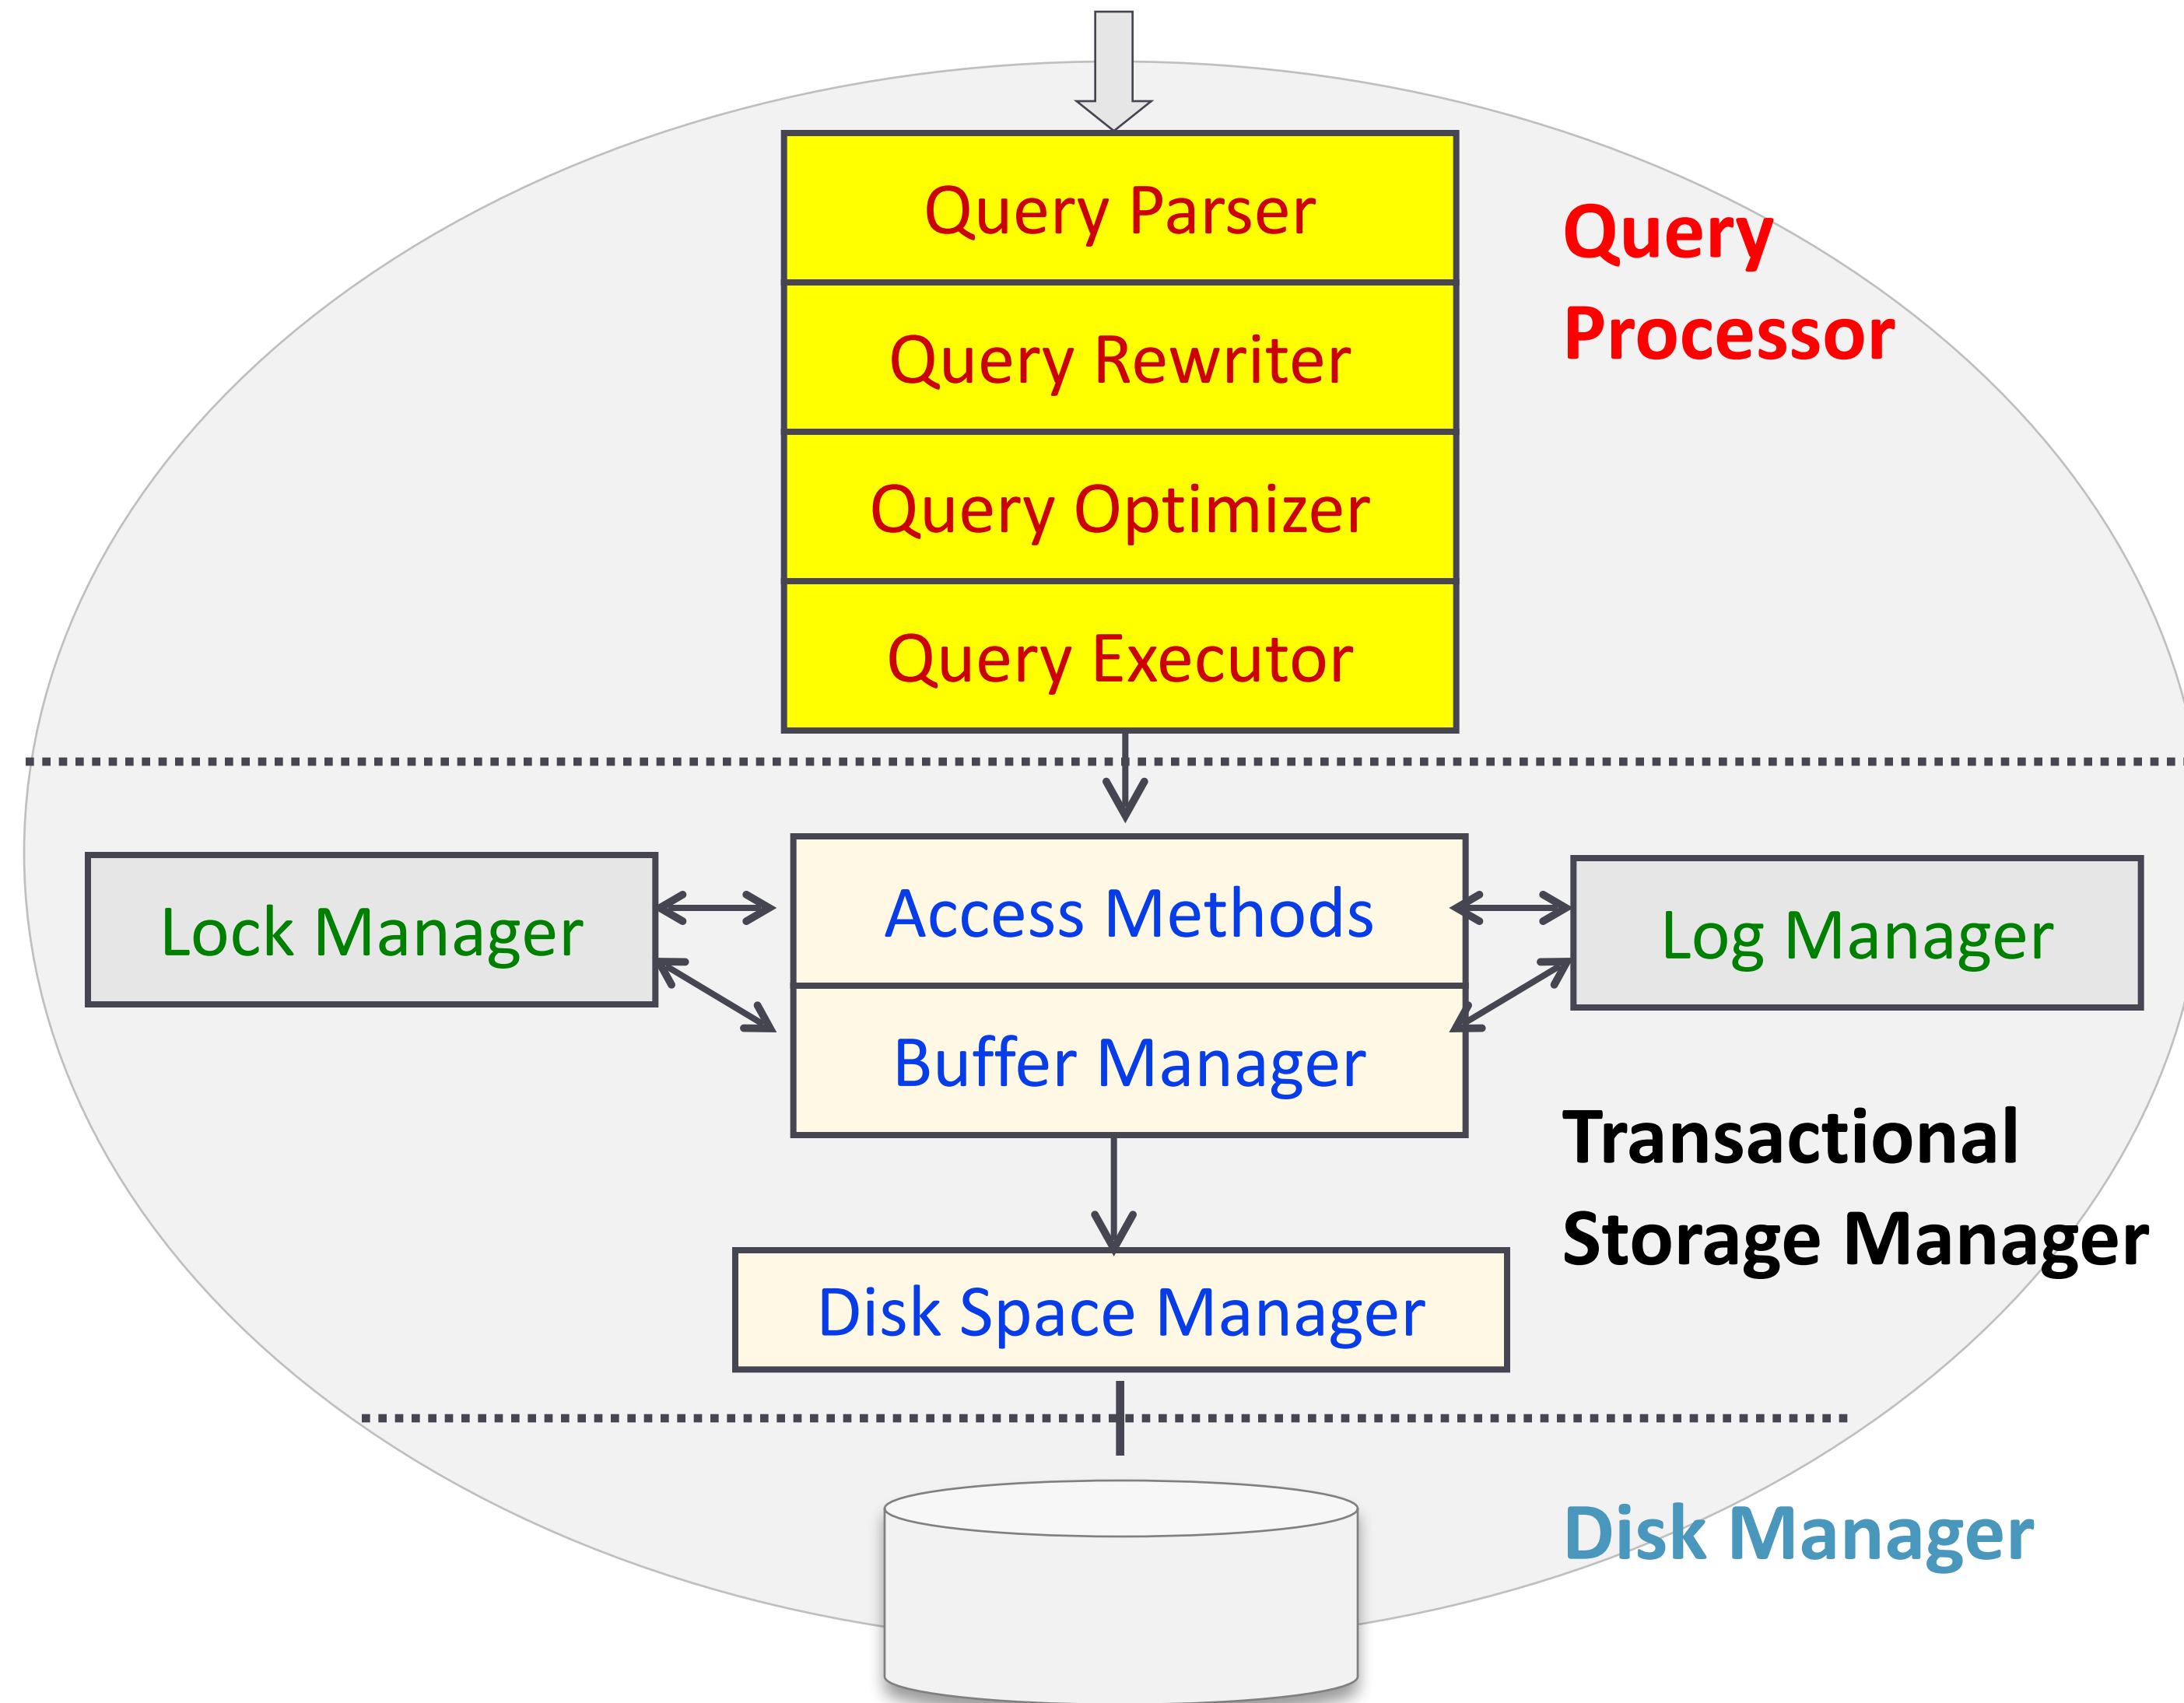 Query Parser
Query
Processor
Query Rewriter
Query Optimizer
Query Executor
Lock Manager
Access Methods
Log Manager
Buffer Manager
Transactional
Storage Manager
Disk Space Manager
Disk Manager